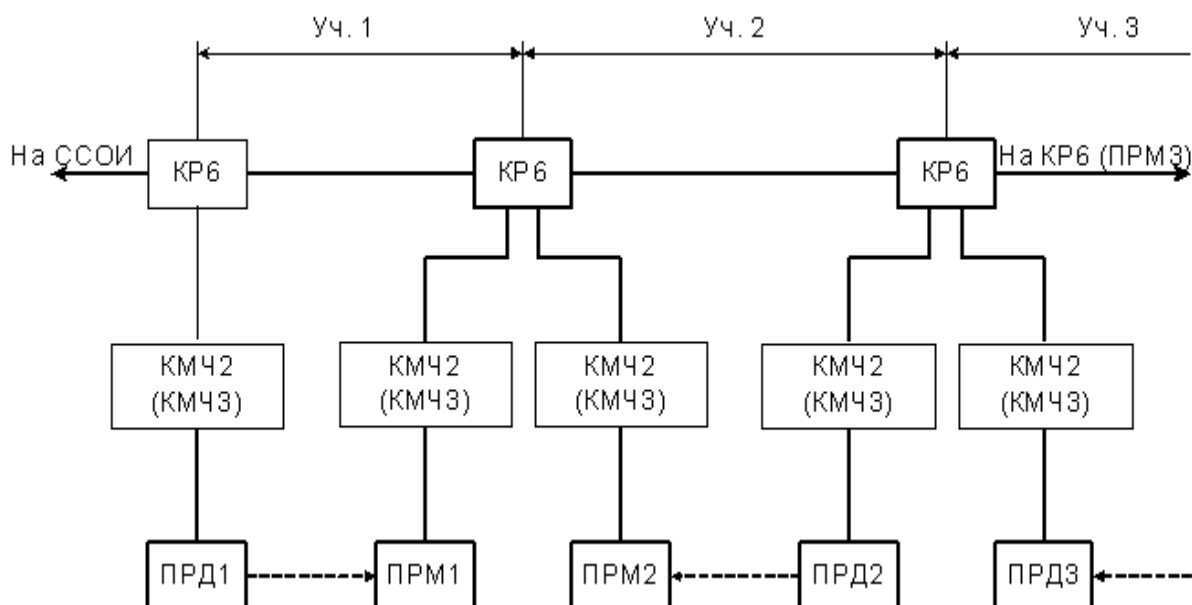 Уч. 1
Уч. 2
Уч. 3
На ССОИ
КР6
КР6
КР6
На КР6 (ПРМ3)
КМЧ2
(КМЧ3)
КМЧ2
(КМЧ3)
КМЧ2
(КМЧ3)
КМЧ2
(КМЧ3)
КМЧ2
(КМЧ3)
ПРД1
ПРМ1
ПРМ2
ПРД2
ПРД3